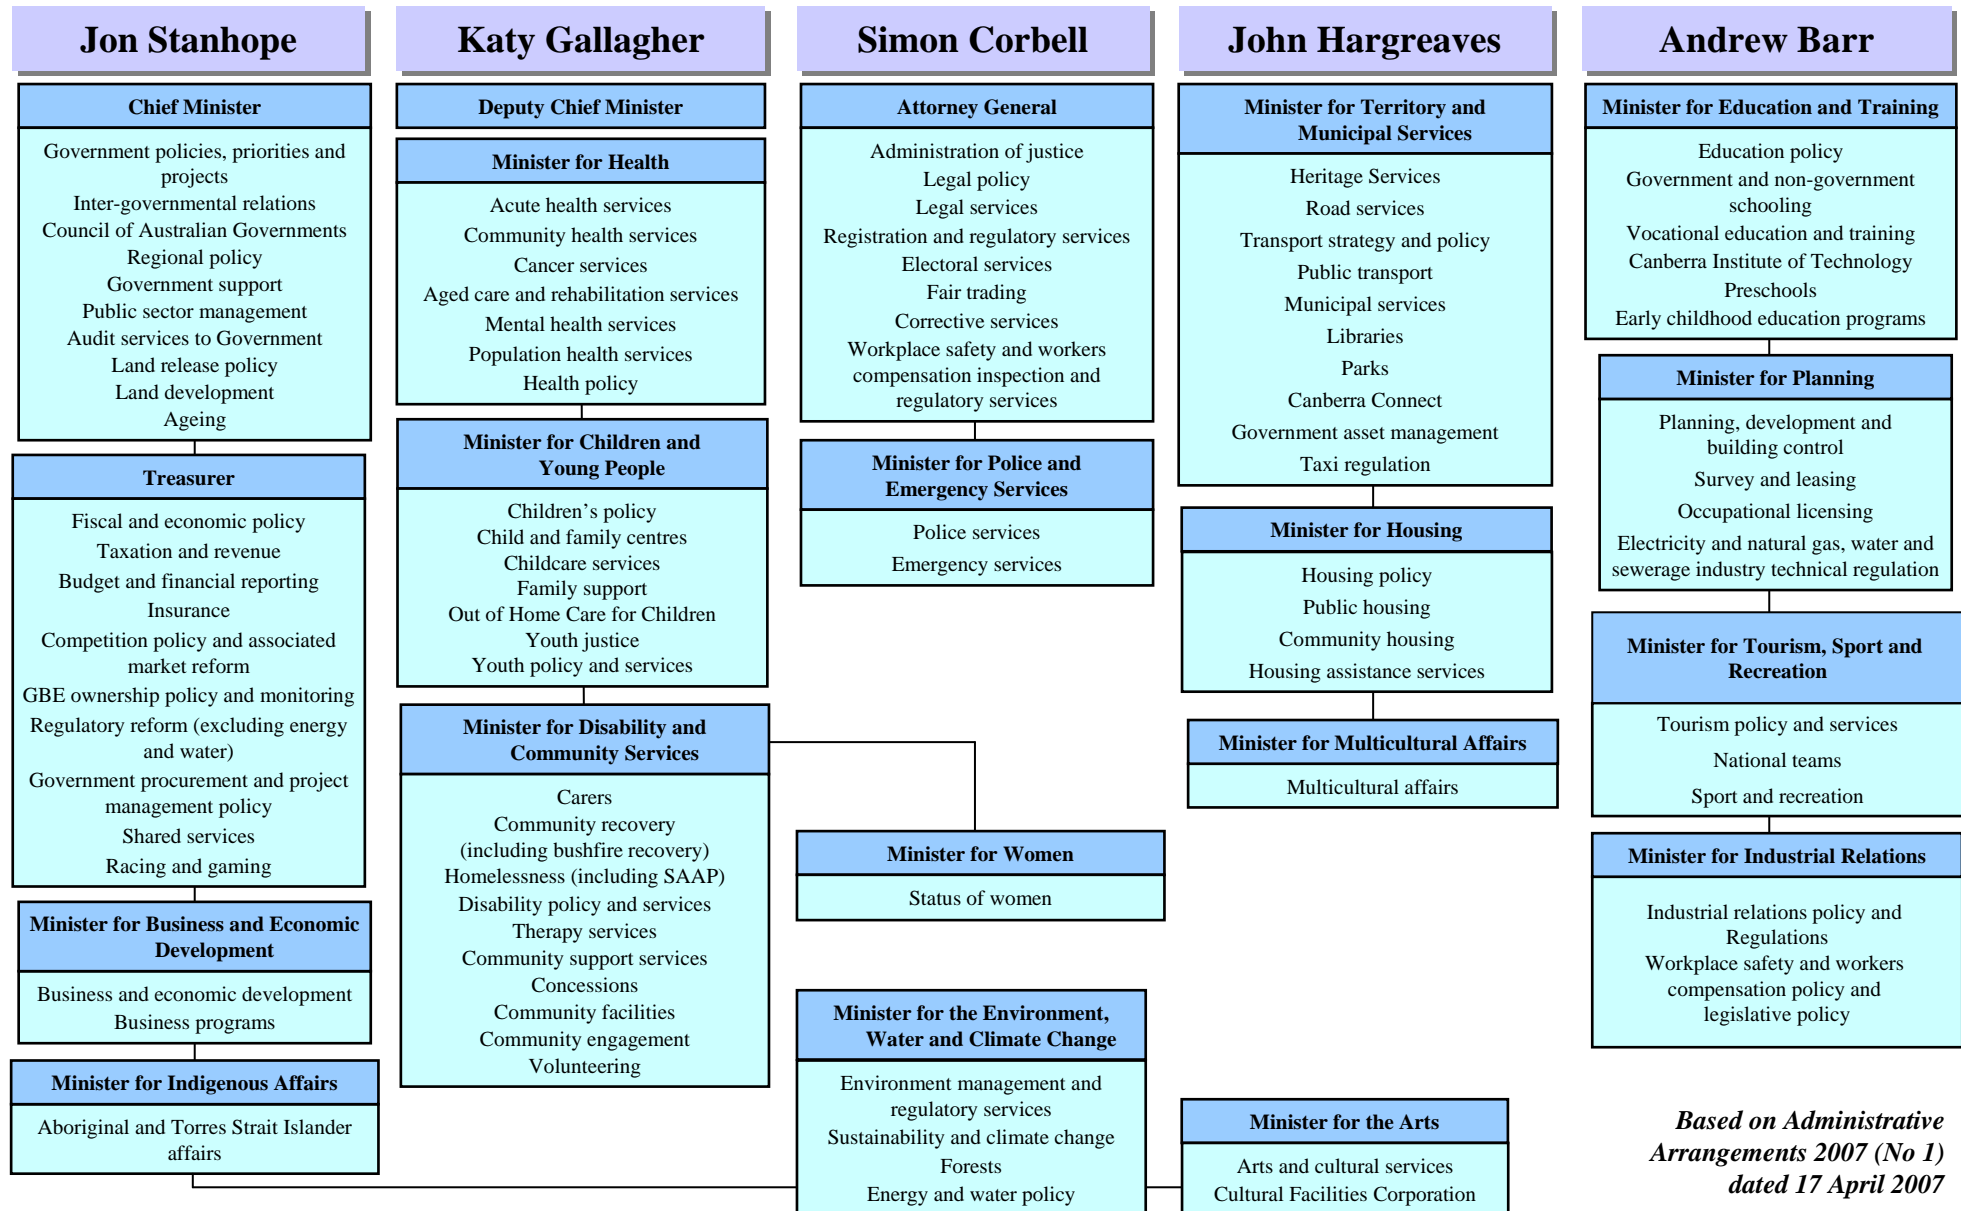 Jon Stanhope
Chief Minister
Government policies, priorities and
projects
Inter-governmental relations
Council of Australian Governments
Regional policy
Government support
Public sector management
Audit services to Government
Land release policy
Land development
Ageing
Treasurer
Fiscal and economic policy
Taxation and revenue
Budget and financial reporting
Insurance
Competition policy and associated
market reform
GBE ownership policy and monitoring
Regulatory reform (excluding energy
and water)
Government procurement and project
management policy
Shared services
Racing and gaming
Minister for Business and Economic
Development
Business and economic development
Business programs
Minister for Indigenous Affairs
Aboriginal and Torres Strait Islander
affairs
Katy Gallagher
Deputy Chief Minister
Minister for Health
Acute health services
Community health services
Cancer services
Aged care and rehabilitation services
Mental health services
Population health services
Health policy
Minister for Children and
Young People
Children’s policy
Child and family centres
Childcare services
Family support
Out of Home Care for Children
Youth justice
Youth policy and services
Minister for Disability and
Community Services
Carers
Community recovery
(including bushfire recovery)
Homelessness (including SAAP)
Disability policy and services
Therapy services
Community support services
Concessions
Community facilities
Community engagement
Volunteering
Simon Corbell
Attorney General
Administration of justice
Legal policy
Legal services
Registration and regulatory services
Electoral services
Fair trading
Corrective services
Workplace safety and workers
compensation inspection and
regulatory services
Minister for Police and
Emergency Services
Police services
Emergency services
Minister for Women
Status of women
Minister for the Environment,
Water and Climate Change
Environment management and
regulatory services
Sustainability and climate change
Forests
Energy and water policy
John Hargreaves
Minister for Territory and
Municipal Services
Heritage Services
Road services
Transport strategy and policy
Public transport
Municipal services
Libraries
Parks
Canberra Connect
Government asset management
Taxi regulation
Minister for Housing
Housing policy
Public housing
Community housing
Housing assistance services
Minister for Multicultural Affairs
Multicultural affairs
Minister for the Arts
Arts and cultural services
Cultural Facilities Corporation
Andrew Barr
Minister for Education and Training
Education policy
Government and non-government
schooling
Vocational education and training
Canberra Institute of Technology
Preschools
Early childhood education programs
Minister for Planning
Planning, development and
building control
Survey and leasing
Occupational licensing
Electricity and natural gas, water and
sewerage industry technical regulation
Minister for Tourism, Sport and
Recreation
Tourism policy and services
National teams
Sport and recreation
Minister for Industrial Relations
Industrial relations policy and
Regulations
Workplace safety and workers
compensation policy and
legislative policy
Based on Administrative
Arrangements 2007 (No 1)
dated 17 April 2007